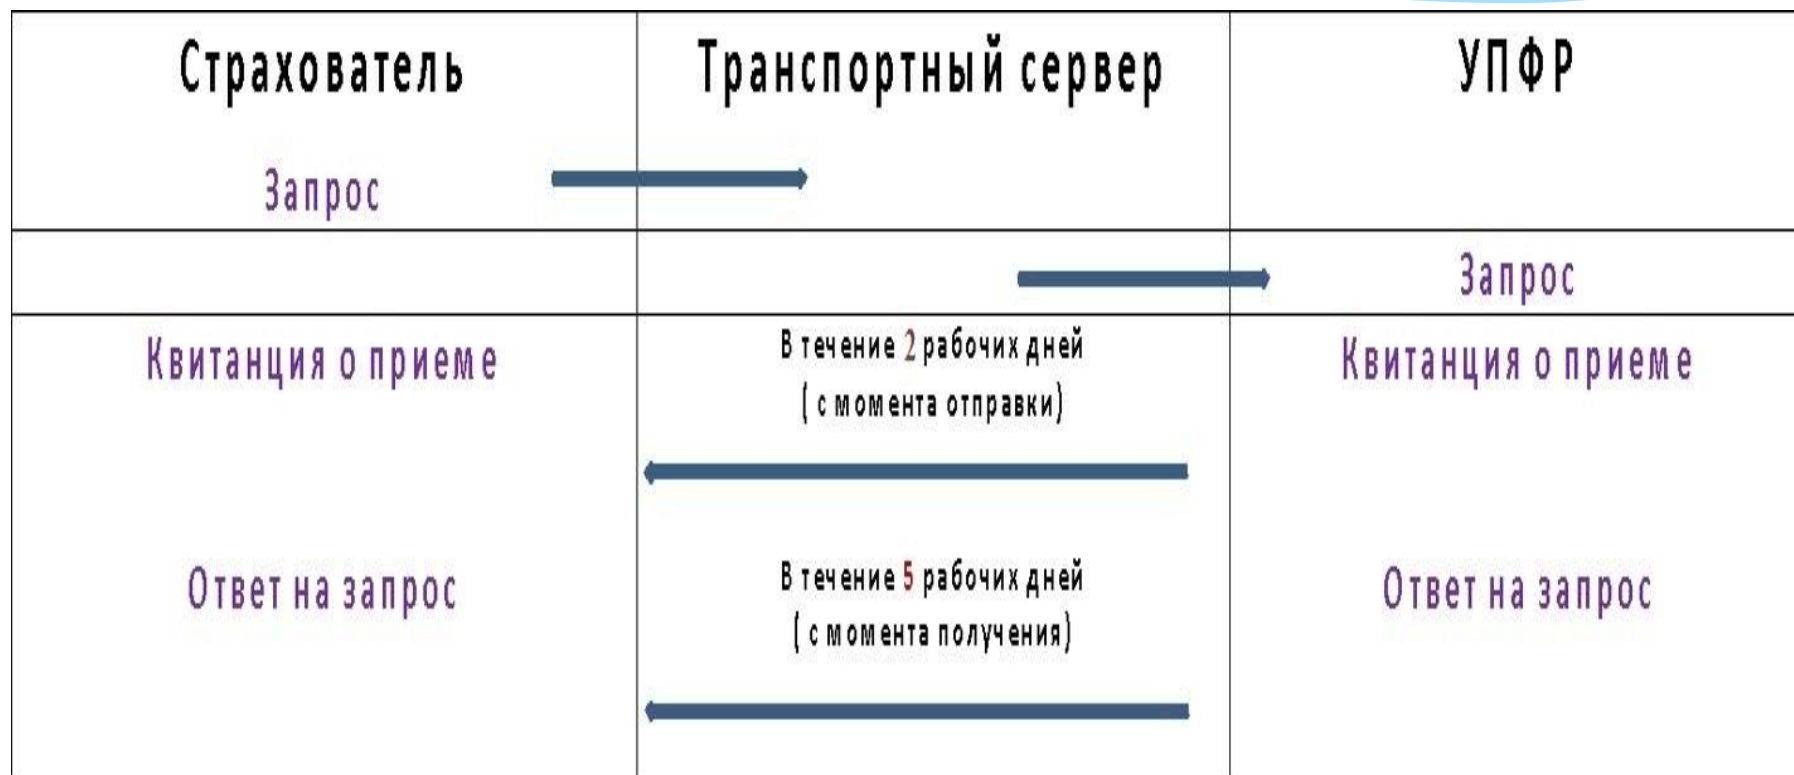 Страхователь
Транспортный сервер
УПФР
Запрос
Запрос
Квитанция о приеме
В течение 2 рабочих дней
( с момента отправки)
Квитанция о приеме
Ответ на запрос
В течение 5 рабочих дней
( с момента получения)
Ответ на запрос